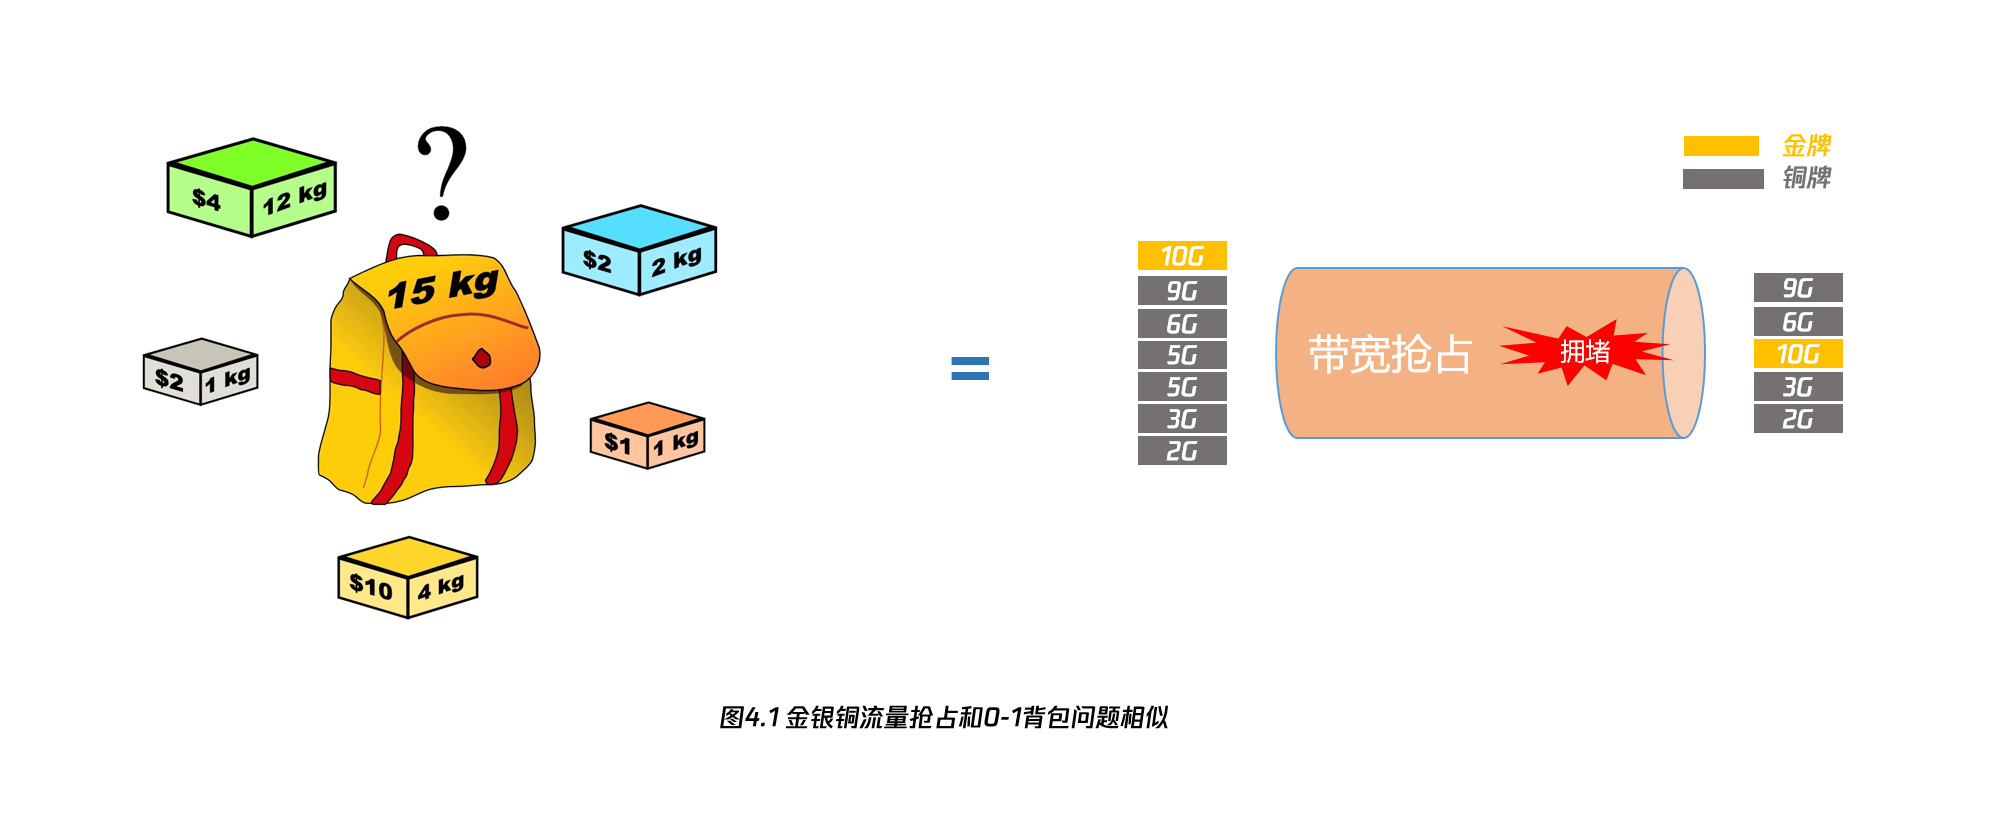 ?
$4 12 kg
$2 2 kg
15 kg
$2 1 kg
$1 1 kg
$10 4 kg
=
金牌
铜牌
10G
9G
6G
5G
5G
3G
2G
带宽抢占
拥堵
9G
6G
10G
3G
2G
图4.1 金银铜流量抢占和0-1背包问题相似